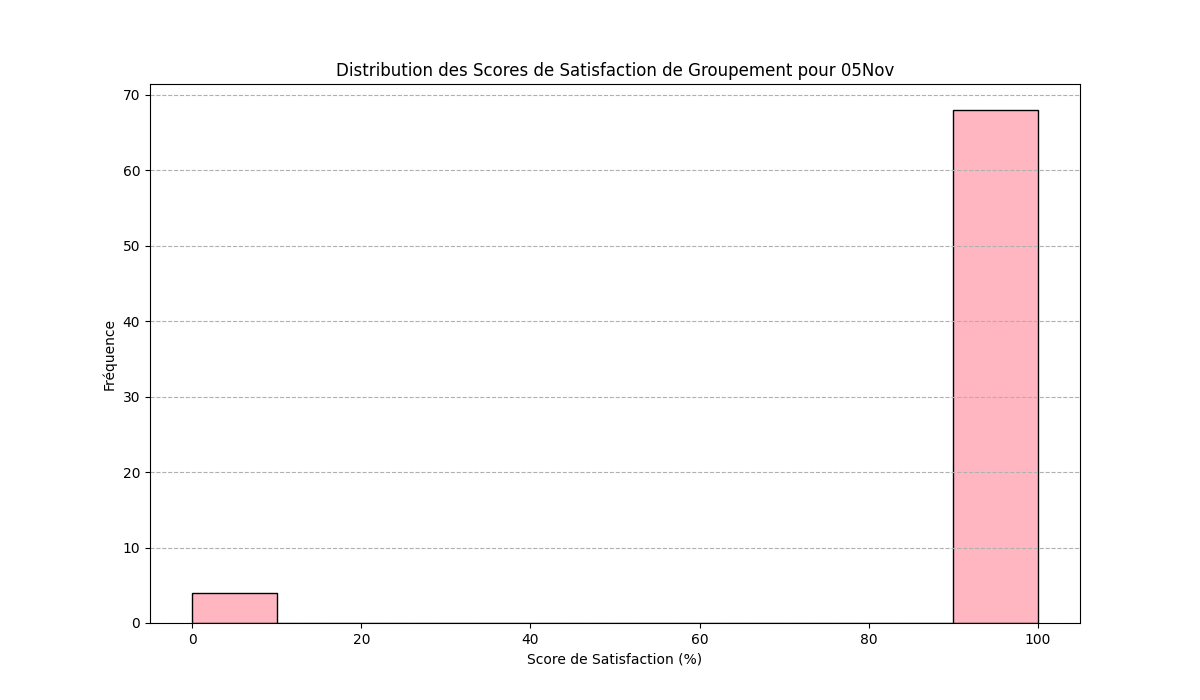 Distribution des Scores de Satisfaction de Groupement pour 05Nov
70
60
50
40
30
20
10
0
Fréquence
0 20 40 60 80 100
Score de Satisfaction (%)